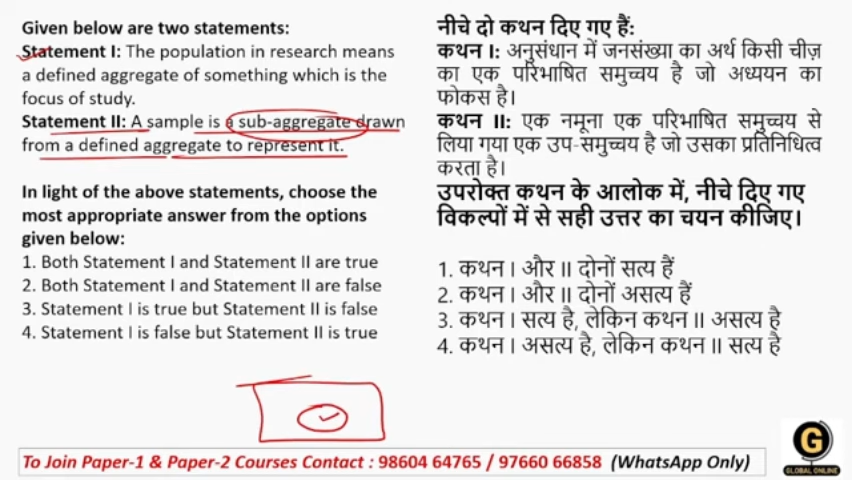 Given below are two statements:
Statement I: The population in research means
a defined aggregate of something which is the
focus of study.
Statement II: A sample is a sub-aggregate drawn
from a defined aggregate to represent it.
In light of the above statements, choose the
most appropriate answer from the options
given below:
1. Both Statement I and Statement II are true
2. Both Statement I and Statement II are false
3. Statement I is true but Statement II is false
4. Statement I is false but Statement II is true
नीचे दो कथन दिए गए हैं:
कथन I: अनुसंधान में जनसंख्या का अर्थ किसी चीज़
का एक परिभाषित समुच्चय है जो अध्ययन का
फोकस है।
कथन II: एक नमूना एक परिभाषित समुच्चय से
लिया गया एक उप-समुच्चय है जो उसका प्रतिनिधित्व
करता है।
उपरोक्त कथन के आलोक में, नीचे दिए गए
विकल्पों में से सही उत्तर का चयन कीजिए।
1. कथन I और II दोनों सत्य हैं
2. कथन I और II दोनों असत्य हैं
3. कथन I सत्य है, लेकिन कथन II असत्य है
4. कथन I असत्य है, लेकिन कथन II सत्य है
To Join Paper-1 & Paper-2 Courses Contact : 98604 64765 / 97660 66858 (WhatsApp Only)
G
GLOBAL ONLINE